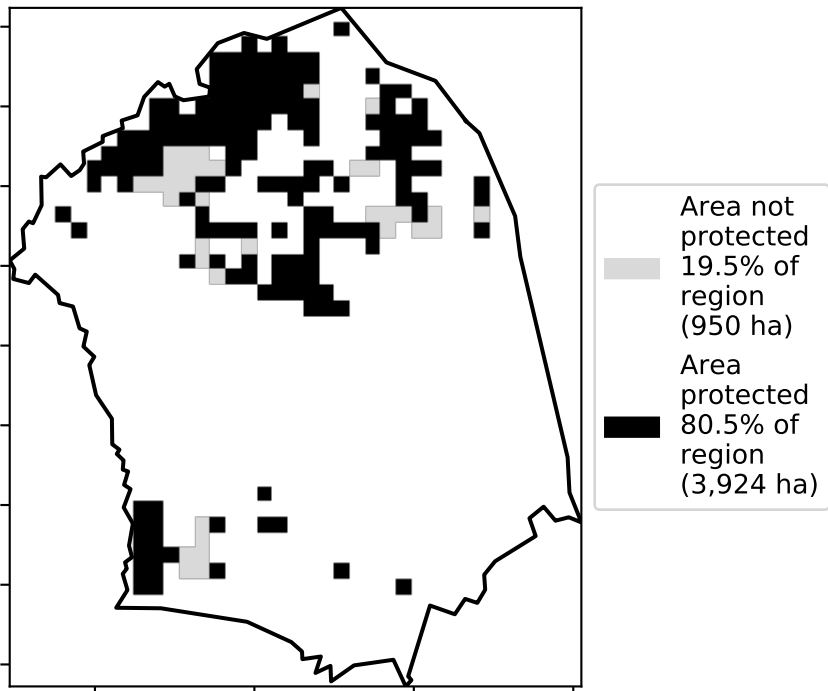 Area not
protected
19.5% of
region
(950 ha)
Area
protected
80.5% of
region
(3,924 ha)